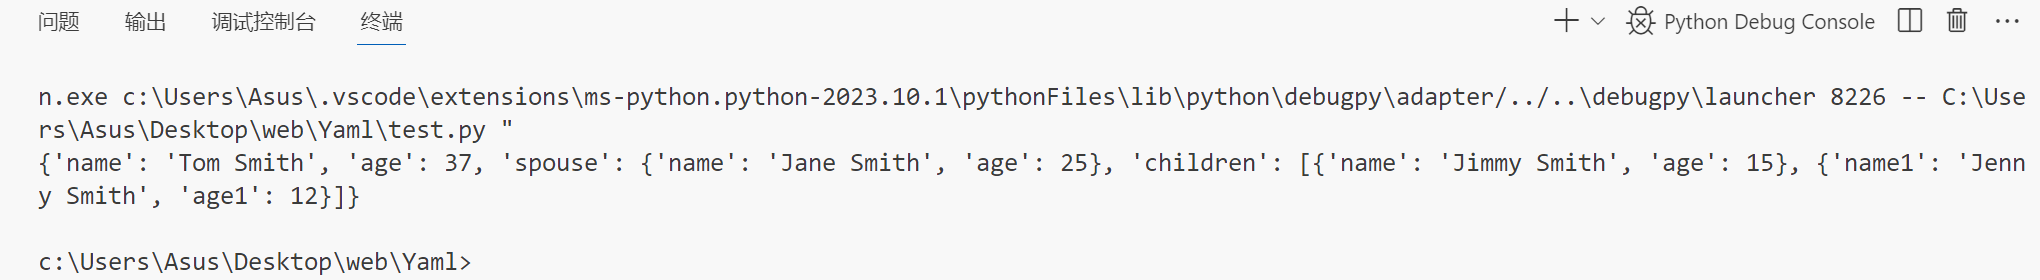 问题 输出 调试控制台 终端 Python Debug Console
n.exe c:\Users\Asus\.vscode\extensions\ms-python.python-2023.10.1\pythonFiles\lib\python\debugpy\adapter/../..\debugpy\launcher 8226 -- C:\Use
rs\Asus\Desktop\web\Yaml\test.py "
{'name': 'Tom Smith', 'age': 37, 'spouse': {'name': 'Jane Smith', 'age': 25}, 'children': [{'name': 'Jimmy Smith', 'age': 15}, {'name1': 'Jenn
y Smith', 'age1': 12}]}
c:\Users\Asus\Desktop\web\Yaml>